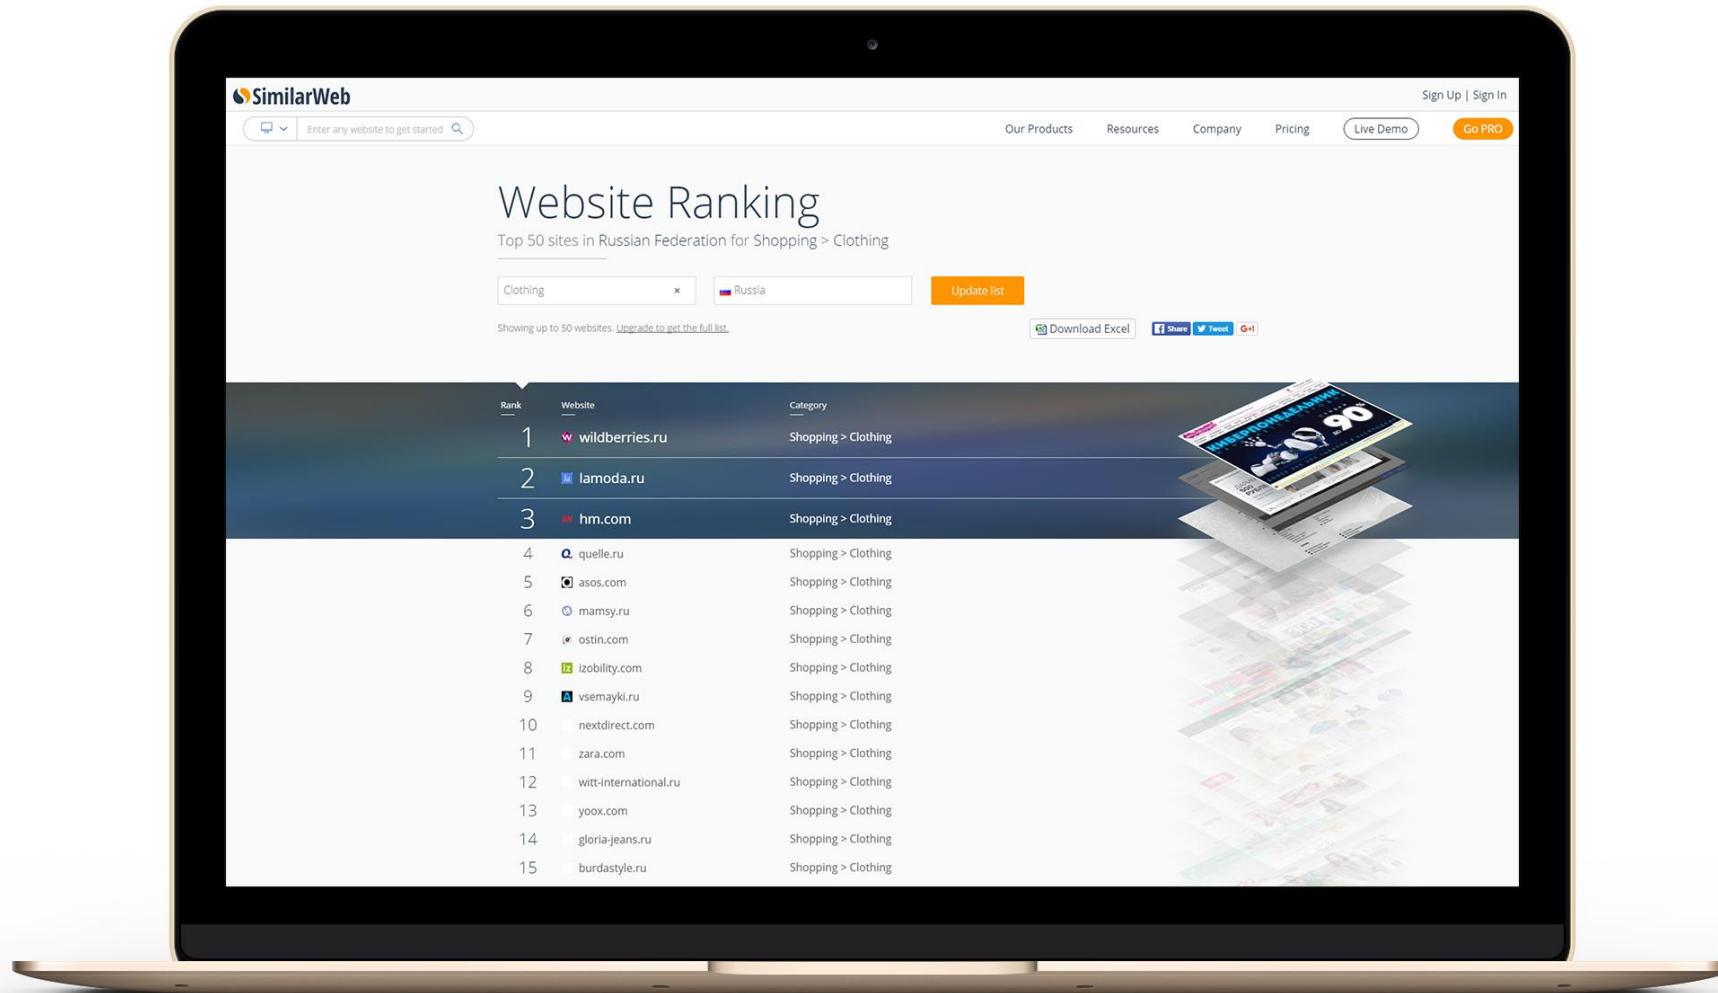 SimilarWeb
Sign Up | Sign In
Enter any website to get started
Our Products Resources Company Pricing Live Demo Go PRO
Website Ranking
Top 50 sites in Russian Federation for Shopping > Clothing
Clothing × Russia Update list
Showing up to 50 websites. Upgrade to get the full list.
Download Excel Share Tweet G+1
Rank Website Category
1 wildberries.ru Shopping > Clothing
2 lamoda.ru Shopping > Clothing
3 hm.com Shopping > Clothing
4 quelle.ru Shopping > Clothing
5 asos.com Shopping > Clothing
6 mamsy.ru Shopping > Clothing
7 ostin.com Shopping > Clothing
8 izobility.com Shopping > Clothing
9 vsemayki.ru Shopping > Clothing
10 nextdirect.com Shopping > Clothing
11 zara.com Shopping > Clothing
12 witt-international.ru Shopping > Clothing
13 yoox.com Shopping > Clothing
14 gloria-jeans.ru Shopping > Clothing
15 burdastyle.ru Shopping > Clothing
КИБЕРПОНЕДЕЛЬНИК
до 90%
500